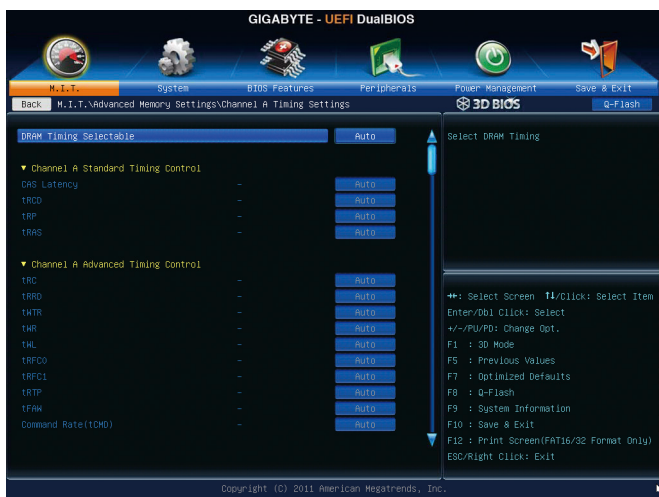 GIGABYTE - UEFI DualBIOS
M.I.T. System BIOS Features Peripherals Power Management Save & Exit
Back M.I.T.\Advanced Memory Settings\Channel A Timing Settings 3D BIOS Q-Flash
DRAM Timing Selectable Auto
▼ Channel A Standard Timing Control
CAS Latency - Auto
tRCD - Auto
tRP - Auto
tRAS - Auto
▼ Channel A Advanced Timing Control
tRC - Auto
tRRD - Auto
tWTR - Auto
tWR - Auto
tWL - Auto
tRFC0 - Auto
tRFC1 - Auto
tRTP - Auto
tFAW - Auto
Command Rate(tCMD) - Auto
Select DRAM Timing
→←: Select Screen ↑↓/Click: Select Item
Enter/Dbl Click: Select
+/-/PU/PD: Change Opt.
F1 : 3D Mode
F5 : Previous Values
F7 : Optimized Defaults
F8 : Q-Flash
F9 : System Information
F10 : Save & Exit
F12 : Print Screen(FAT16/32 Format Only)
ESC/Right Click: Exit
Copyright (C) 2011 American Megatrends, Inc.